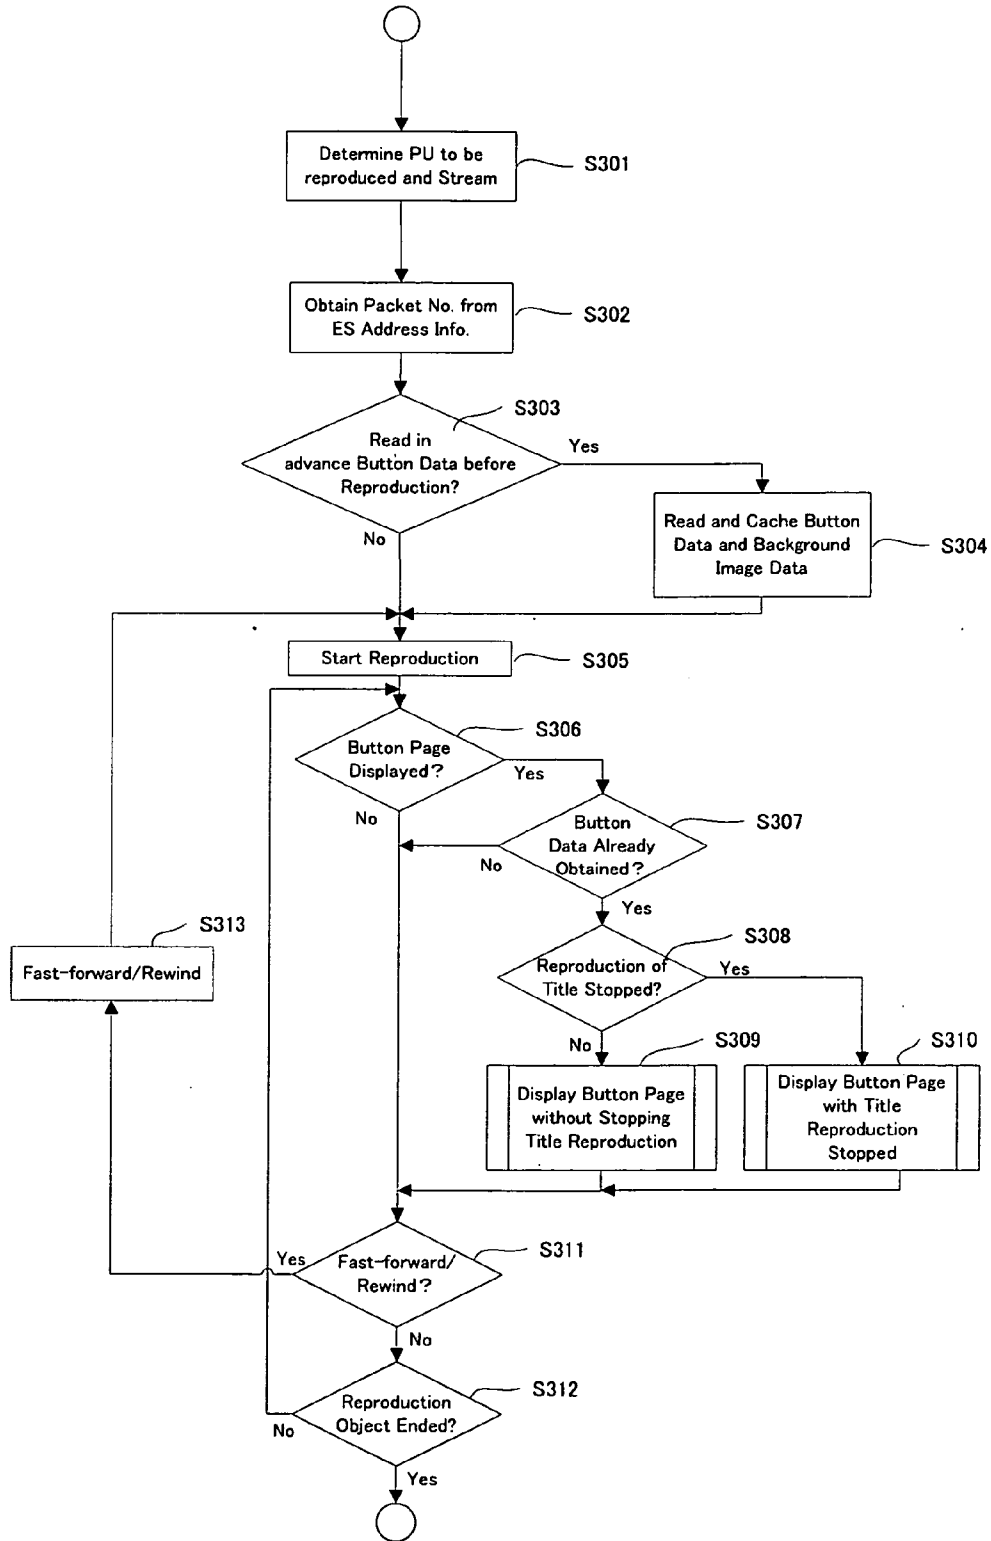 Determine PU to be
reproduced and Stream
S301
Obtain Packet No. from
ES Address Info.
S302
S303
Read in
advance Button Data before
Reproduction?
Yes
No
Read and Cache Button
Data and Background
Image Data
S304
Start Reproduction
S305
S306
Button Page
Displayed?
Yes
No
Button
Data Already
Obtained?
S307
No
Yes
S313
Fast-forward/Rewind
S308
Reproduction of
Title Stopped?
Yes
No
S309
S310
Display Button Page
without Stopping
Title Reproduction
Display Button Page
with Title
Reproduction
Stopped
Yes
Fast-forward/
Rewind?
S311
No
S312
Reproduction
Object Ended?
No
Yes